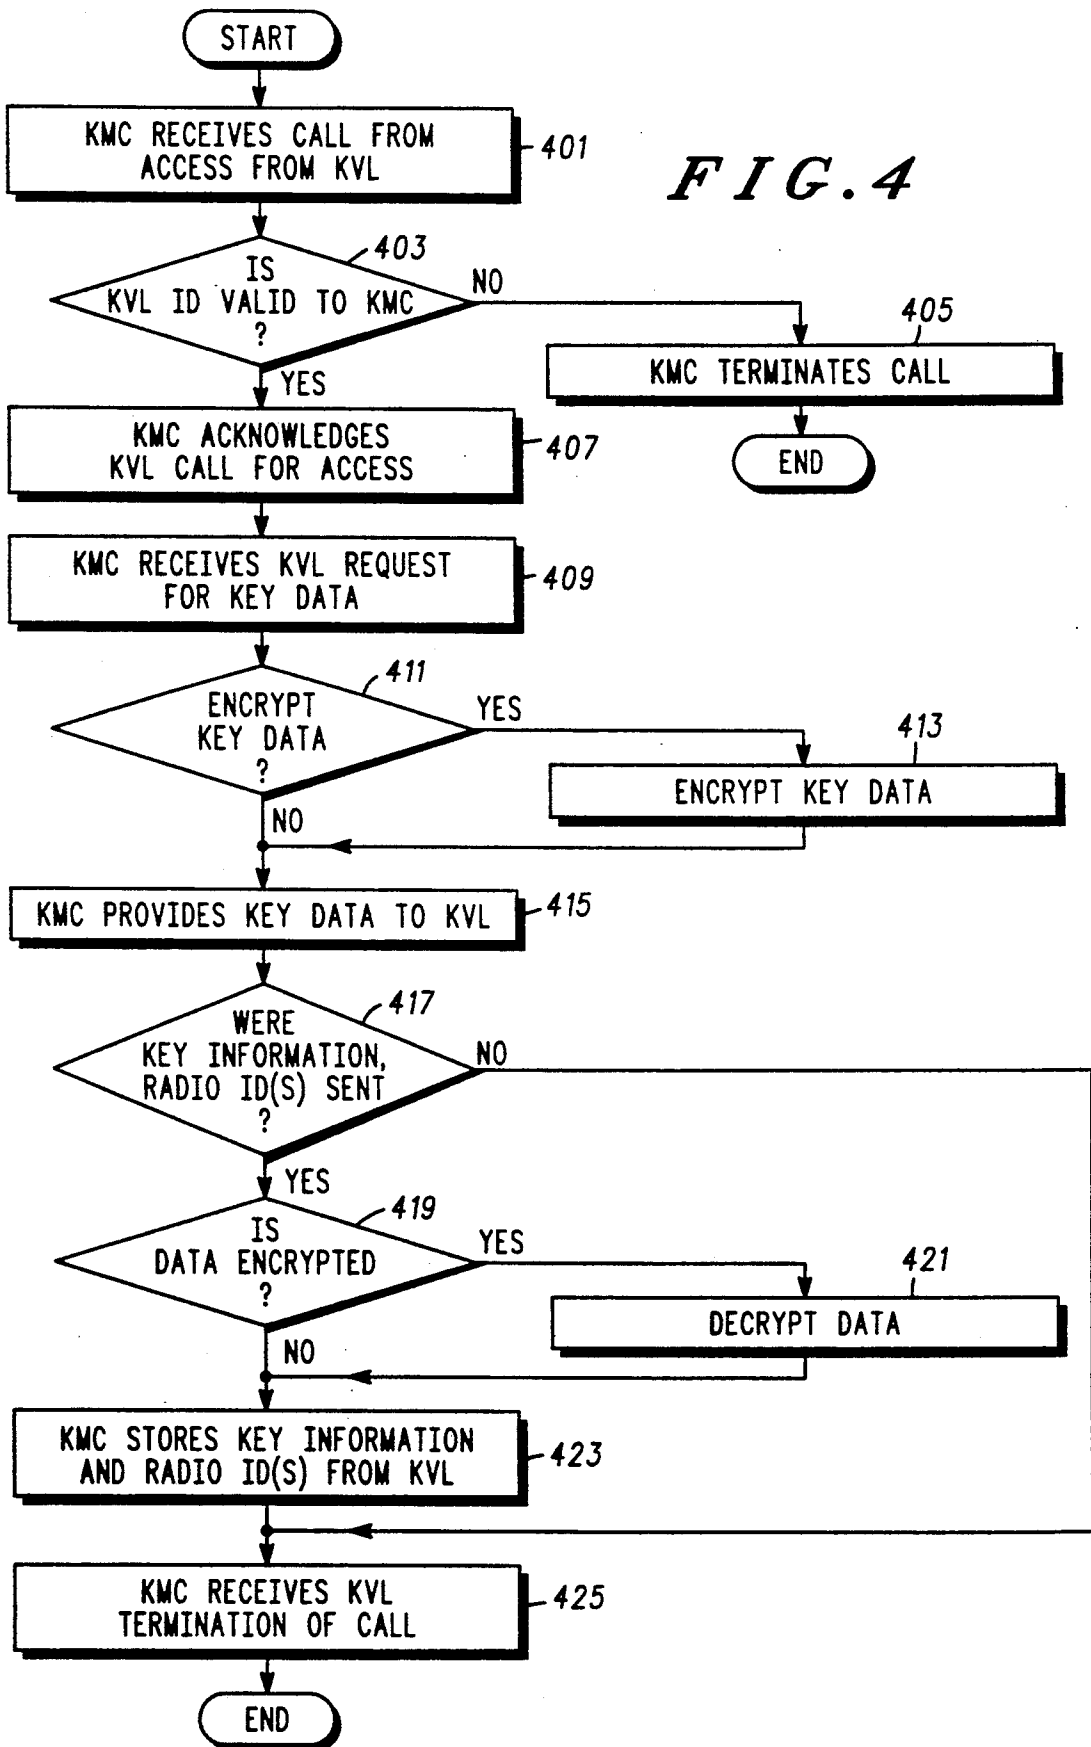 START
KMC RECEIVES CALL FROM
ACCESS FROM KVL
401
FIG.4
403
IS
KVL ID VALID TO KMC
?
NO
YES
405
KMC TERMINATES CALL
END
KMC ACKNOWLEDGES
KVL CALL FOR ACCESS
407
KMC RECEIVES KVL REQUEST
FOR KEY DATA
409
411
ENCRYPT
KEY DATA
?
YES
NO
413
ENCRYPT KEY DATA
KMC PROVIDES KEY DATA TO KVL
415
417
WERE
KEY INFORMATION,
RADIO ID(S) SENT
?
NO
YES
419
IS
DATA ENCRYPTED
?
YES
NO
421
DECRYPT DATA
KMC STORES KEY INFORMATION
AND RADIO ID(S) FROM KVL
423
KMC RECEIVES KVL
TERMINATION OF CALL
425
END